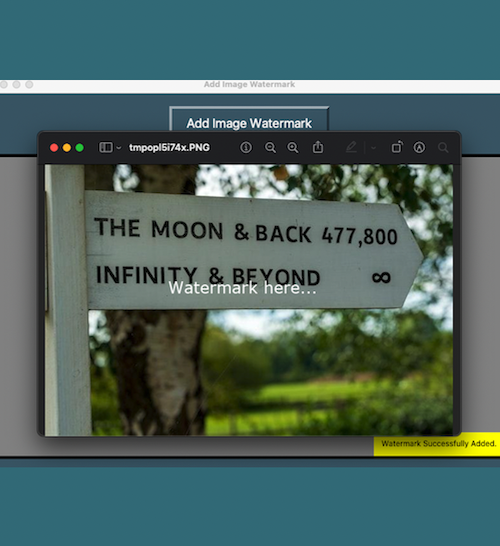 Add Image Watermark
Add Image Watermark
tmpopl5i74x.PNG
THE MOON & BACK 477,800
INFINITY & BEYOND ∞
Watermark here...
Watermark Successfully Added.